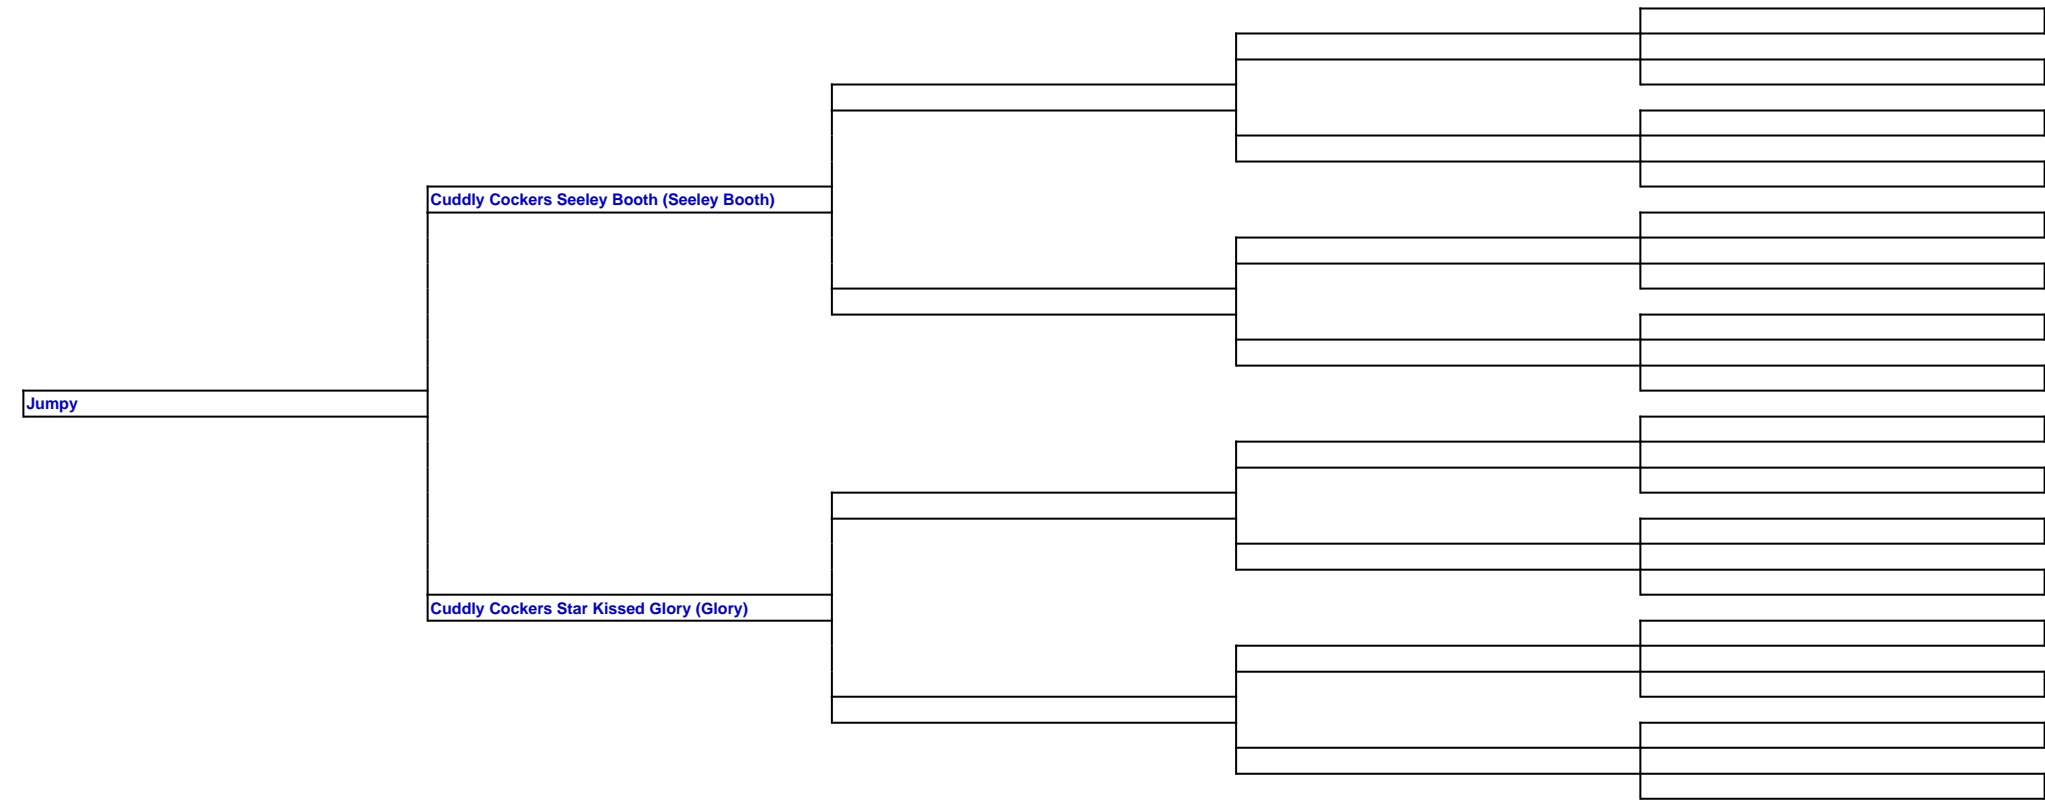 Cuddly Cockers Seeley Booth (Seeley Booth)
Jumpy
Cuddly Cockers Star Kissed Glory (Glory)